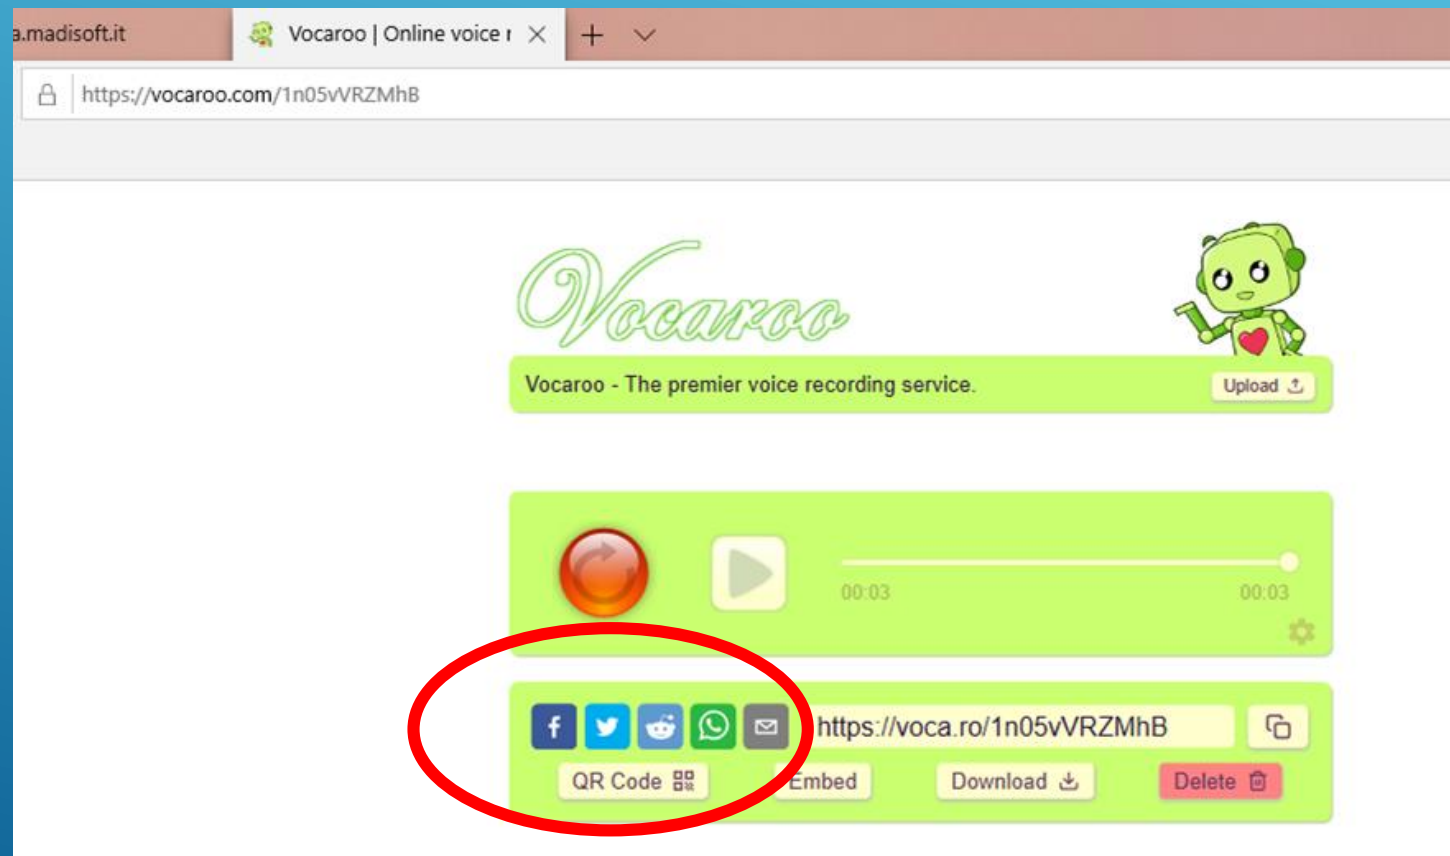 a.madisoft.it
Vocaroo | Online voice r
https://vocaroo.com/1n05vVRZMhB
Vocaroo
Vocaroo - The premier voice recording service.
Upload
00:03 00:03
https://voca.ro/1n05vVRZMhB
QR Code Embed Download Delete